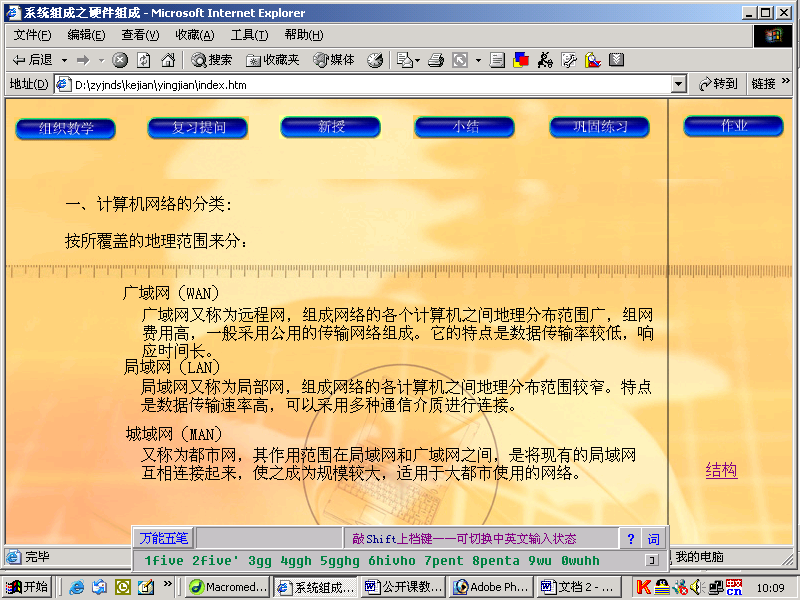 系统组成之硬件组成 - Microsoft Internet Explorer
文件(F) 编辑(E) 查看(V) 收藏(A) 工具(T) 帮助(H)
后退 搜索 收藏夹 媒体
地址(D) D:\zyjnds\kejian\yingjian\index.htm 转到 链接 »
组织教学 复习提问 新授 小结 巩固练习 作业
一、计算机网络的分类:
按所覆盖的地理范围来分:
广域网 (WAN)
广域网又称为远程网，组成网络的各个计算机之间地理分布范围广，组网
费用高，一般采用公用的传输网络组成。它的特点是数据传输率较低，响
应时间长。
局域网 (LAN)
局域网又称为局部网，组成网络的各计算机之间地理分布范围较窄。特点
是数据传输速率高，可以采用多种通信介质进行连接。
城域网 (MAN)
又称为都市网，其作用范围在局域网和广域网之间，是将现有的局域网
互相连接起来，使之成为规模较大，适用于大都市使用的网络。
结构
万能五笔 敲Shift上档键一一可切换中英文输入状态 ? 词
完毕 1five 2five' 3gg 4ggh 5gghg 6hivho 7pent 8penta 9wu 0wuhh 我的电脑
开始 » Macromed... 系统组成... 公开课教... Adobe Ph... 文档 2 - ... 10:09